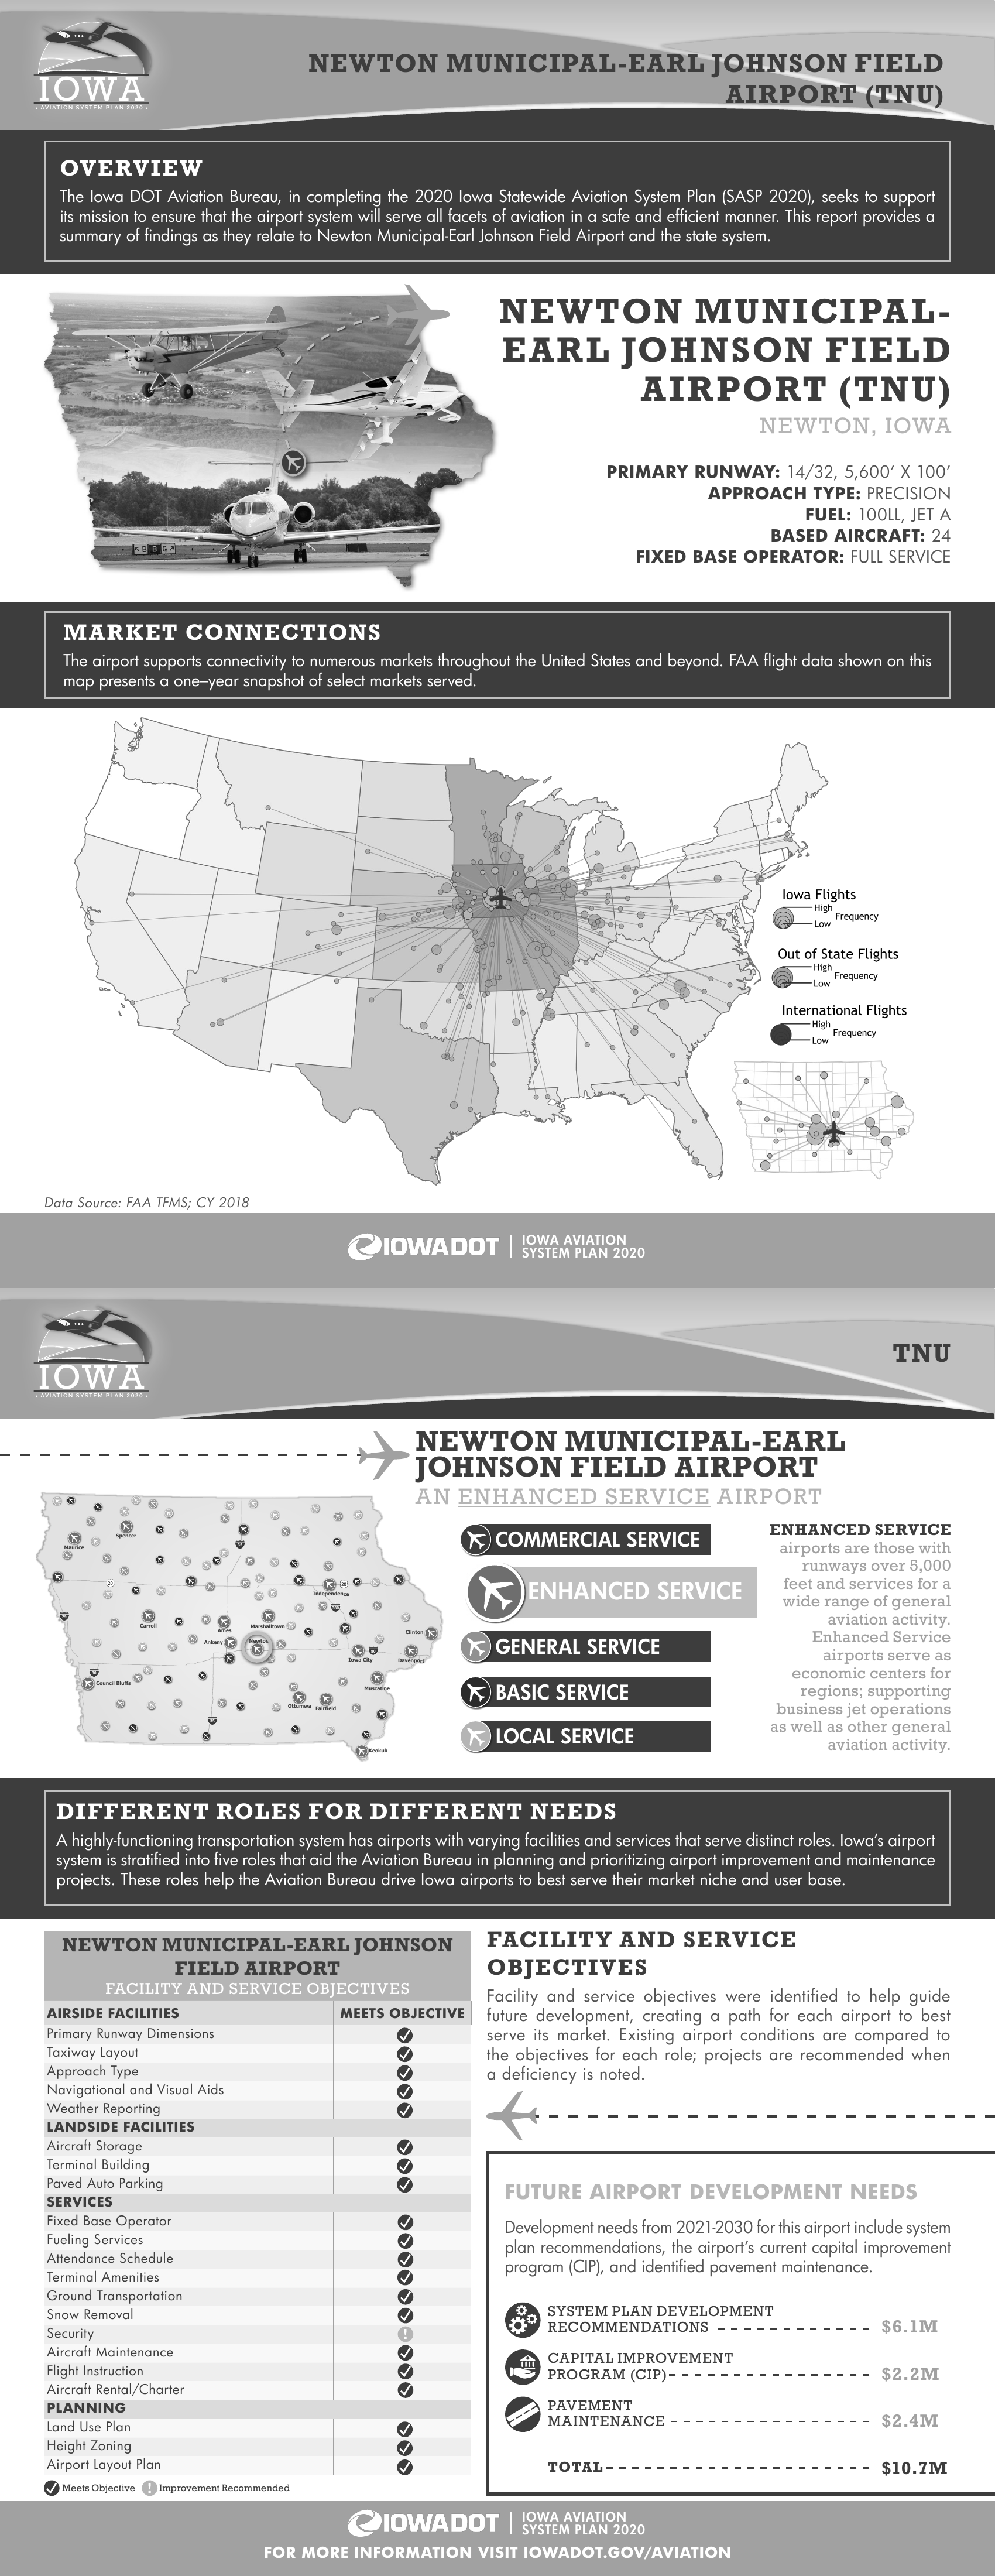 IOWA
• AVIATION SYSTEM PLAN 2020 •
NEWTON MUNICIPAL-EARL JOHNSON FIELD
AIRPORT (TNU)
OVERVIEW
The Iowa DOT Aviation Bureau, in completing the 2020 Iowa Statewide Aviation System Plan (SASP 2020), seeks to support
its mission to ensure that the airport system will serve all facets of aviation in a safe and efficient manner. This report provides a
summary of findings as they relate to Newton Municipal-Earl Johnson Field Airport and the state system.
NEWTON MUNICIPAL-
EARL JOHNSON FIELD
AIRPORT (TNU)
NEWTON, IOWA
PRIMARY RUNWAY: 14/32, 5,600’ X 100’
APPROACH TYPE: PRECISION
FUEL: 100LL, JET A
BASED AIRCRAFT: 24
FIXED BASE OPERATOR: FULL SERVICE
MARKET CONNECTIONS
The airport supports connectivity to numerous markets throughout the United States and beyond. FAA flight data shown on this
map presents a one–year snapshot of select markets served.
Iowa Flights
High
Frequency
Low
Out of State Flights
High
Frequency
Low
International Flights
High
Frequency
Low
Data Source: FAA TFMS; CY 2018
IOWADOT
IOWA AVIATION
SYSTEM PLAN 2020
IOWA
• AVIATION SYSTEM PLAN 2020 •
TNU
NEWTON MUNICIPAL-EARL
JOHNSON FIELD AIRPORT
AN ENHANCED SERVICE AIRPORT
Spencer
Maurice
Independence
Carroll
Ames
Marshalltown
Clinton
Ankeny
Newton
Iowa City
Davenport
Council Bluffs
Muscatine
Ottumwa
Fairfield
Keokuk
COMMERCIAL SERVICE
ENHANCED SERVICE
GENERAL SERVICE
BASIC SERVICE
LOCAL SERVICE
ENHANCED SERVICE
airports are those with
runways over 5,000
feet and services for a
wide range of general
aviation activity.
Enhanced Service
airports serve as
economic centers for
regions; supporting
business jet operations
as well as other general
aviation activity.
DIFFERENT ROLES FOR DIFFERENT NEEDS
A highly-functioning transportation system has airports with varying facilities and services that serve distinct roles. Iowa’s airport
system is stratified into five roles that aid the Aviation Bureau in planning and prioritizing airport improvement and maintenance
projects. These roles help the Aviation Bureau drive Iowa airports to best serve their market niche and user base.
NEWTON MUNICIPAL-EARL JOHNSON
FIELD AIRPORT
FACILITY AND SERVICE OBJECTIVES
AIRSIDE FACILITIES MEETS OBJECTIVE
Primary Runway Dimensions
Taxiway Layout
Approach Type
Navigational and Visual Aids
Weather Reporting
LANDSIDE FACILITIES
Aircraft Storage
Terminal Building
Paved Auto Parking
SERVICES
Fixed Base Operator
Fueling Services
Attendance Schedule
Terminal Amenities
Ground Transportation
Snow Removal
Security
Aircraft Maintenance
Flight Instruction
Aircraft Rental/Charter
PLANNING
Land Use Plan
Height Zoning
Airport Layout Plan
Meets Objective ! Improvement Recommended
FACILITY AND SERVICE
OBJECTIVES
Facility and service objectives were identified to help guide
future development, creating a path for each airport to best
serve its market. Existing airport conditions are compared to
the objectives for each role; projects are recommended when
a deficiency is noted.
FUTURE AIRPORT DEVELOPMENT NEEDS
Development needs from 2021-2030 for this airport include system
plan recommendations, the airport’s current capital improvement
program (CIP), and identified pavement maintenance.
SYSTEM PLAN DEVELOPMENT
RECOMMENDATIONS $6.1M
CAPITAL IMPROVEMENT
PROGRAM (CIP) $2.2M
PAVEMENT
MAINTENANCE $2.4M
TOTAL $10.7M
IOWADOT
IOWA AVIATION
SYSTEM PLAN 2020
FOR MORE INFORMATION VISIT IOWADOT.GOV/AVIATION